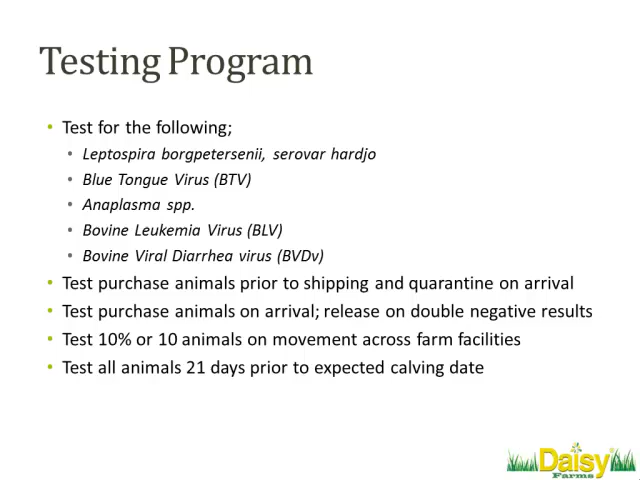 Testing Program
• Test for the following;
• Leptospira borgpetersenii, serovar hardjo
• Blue Tongue Virus (BTV)
• Anaplasma spp.
• Bovine Leukemia Virus (BLV)
• Bovine Viral Diarrhea virus (BVDv)
• Test purchase animals prior to shipping and quarantine on arrival
• Test purchase animals on arrival; release on double negative results
• Test 10% or 10 animals on movement across farm facilities
• Test all animals 21 days prior to expected calving date
Daisy®
Farms